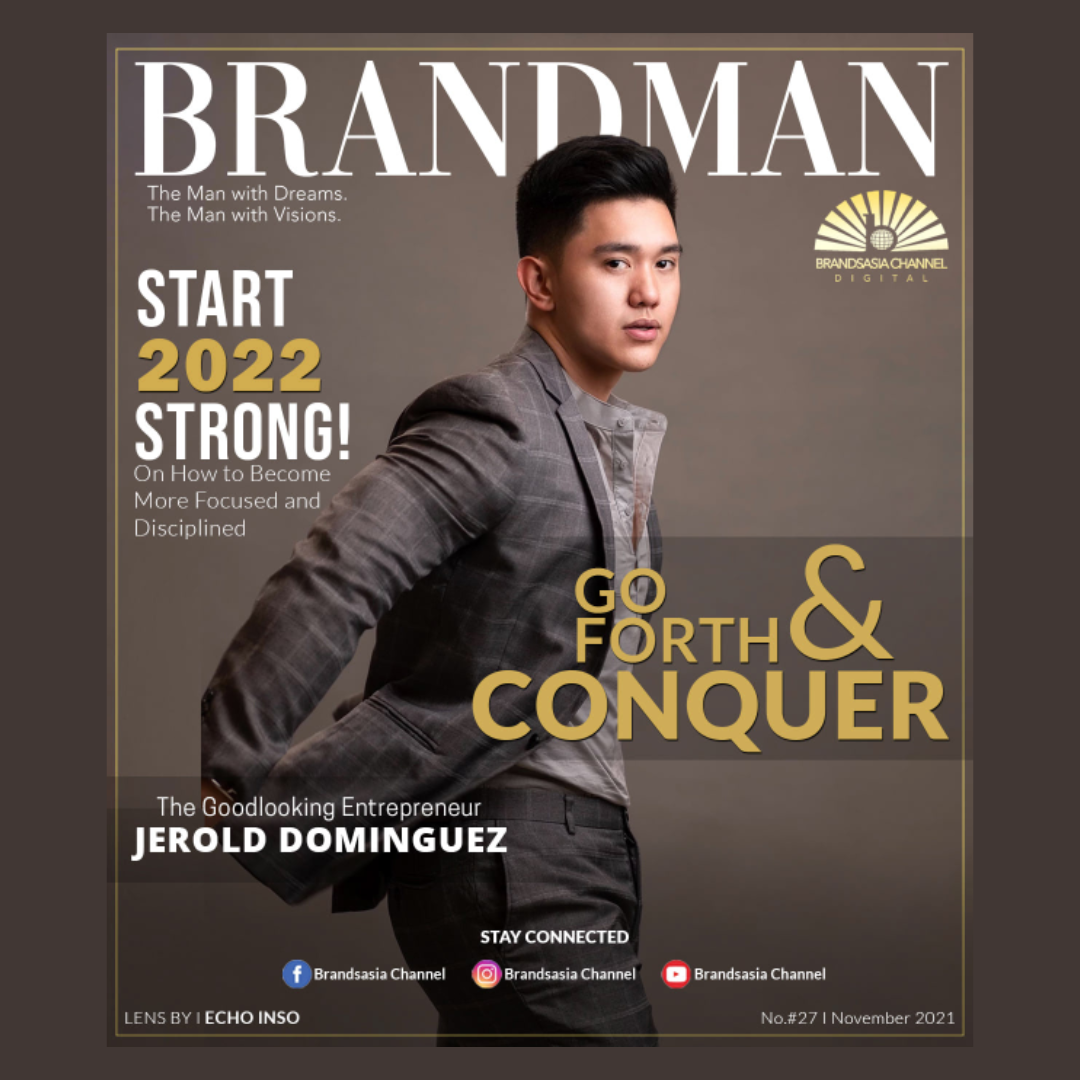 BRANDMAN
The Man with Dreams.
The Man with Visions.
BRANDSASIA CHANNEL
DIGITAL
START
2022
STRONG!
On How to Become
More Focused and
Disciplined
GO
FORTH &
CONQUER
The Goodlooking Entrepreneur
JEROLD DOMINGUEZ
STAY CONNECTED
Brandsasia Channel Brandsasia Channel Brandsasia Channel
LENS BY | ECHO INSO
No.#27 | November 2021